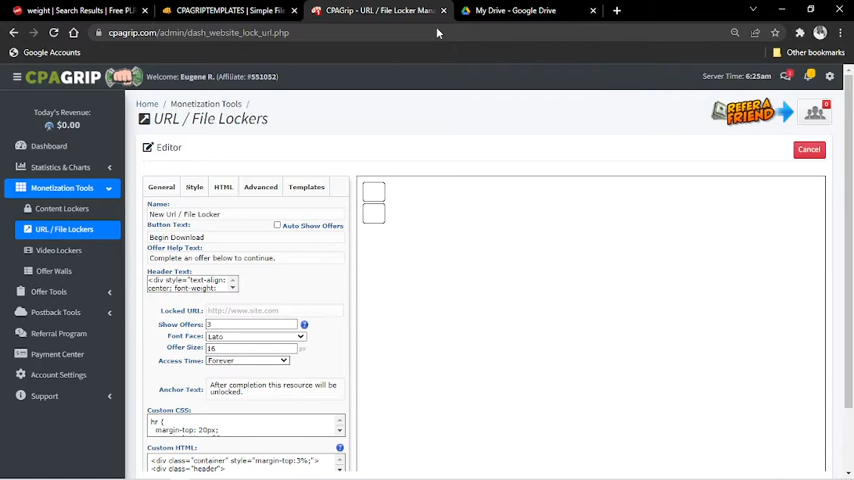 weight | Search Results | Free PL
CPAGRIPTEMPLATES | Simple Fil
CPAGrip - URL / File Locker Man
My Drive - Google Drive
cpagrip.com/admin/dash_website_lock_url.php
Google Accounts
Other bookmarks
CPAGRIP
Welcome: Eugene R. (Affiliate: #551052)
Server Time: 6:25am
Today's Revenue:
$0.00
Dashboard
Statistics & Charts
Monetization Tools
Content Lockers
URL / File Lockers
Video Lockers
Offer Walls
Offer Tools
Postback Tools
Referral Program
Payment Center
Account Settings
Support
Home / Monetization Tools /
URL / File Lockers
REFER A FRIEND
0
Editor
Cancel
General
Style
HTML
Advanced
Templates
Name:
New Url / File Locker
Button Text:
Auto Show Offers
Begin Download
Offer Help Text:
Complete an offer below to continue.
Header Text:
<div style="text-align:
center; font-weight:
Locked URL:
http://www.site.com
Show Offers:
3
Font Face:
Lato
Offer Size:
16
px
Access Time:
Forever
Anchor Text:
After completion this resource will be
unlocked.
Custom CSS:
hr {
margin-top: 20px;
Custom HTML:
<div class="container" style="margin-top:3%;">
<div class="header">